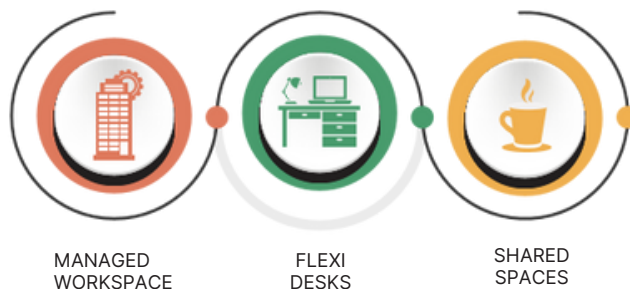 MANAGED
WORKSPACE
FLEXI
DESKS
SHARED
SPACES